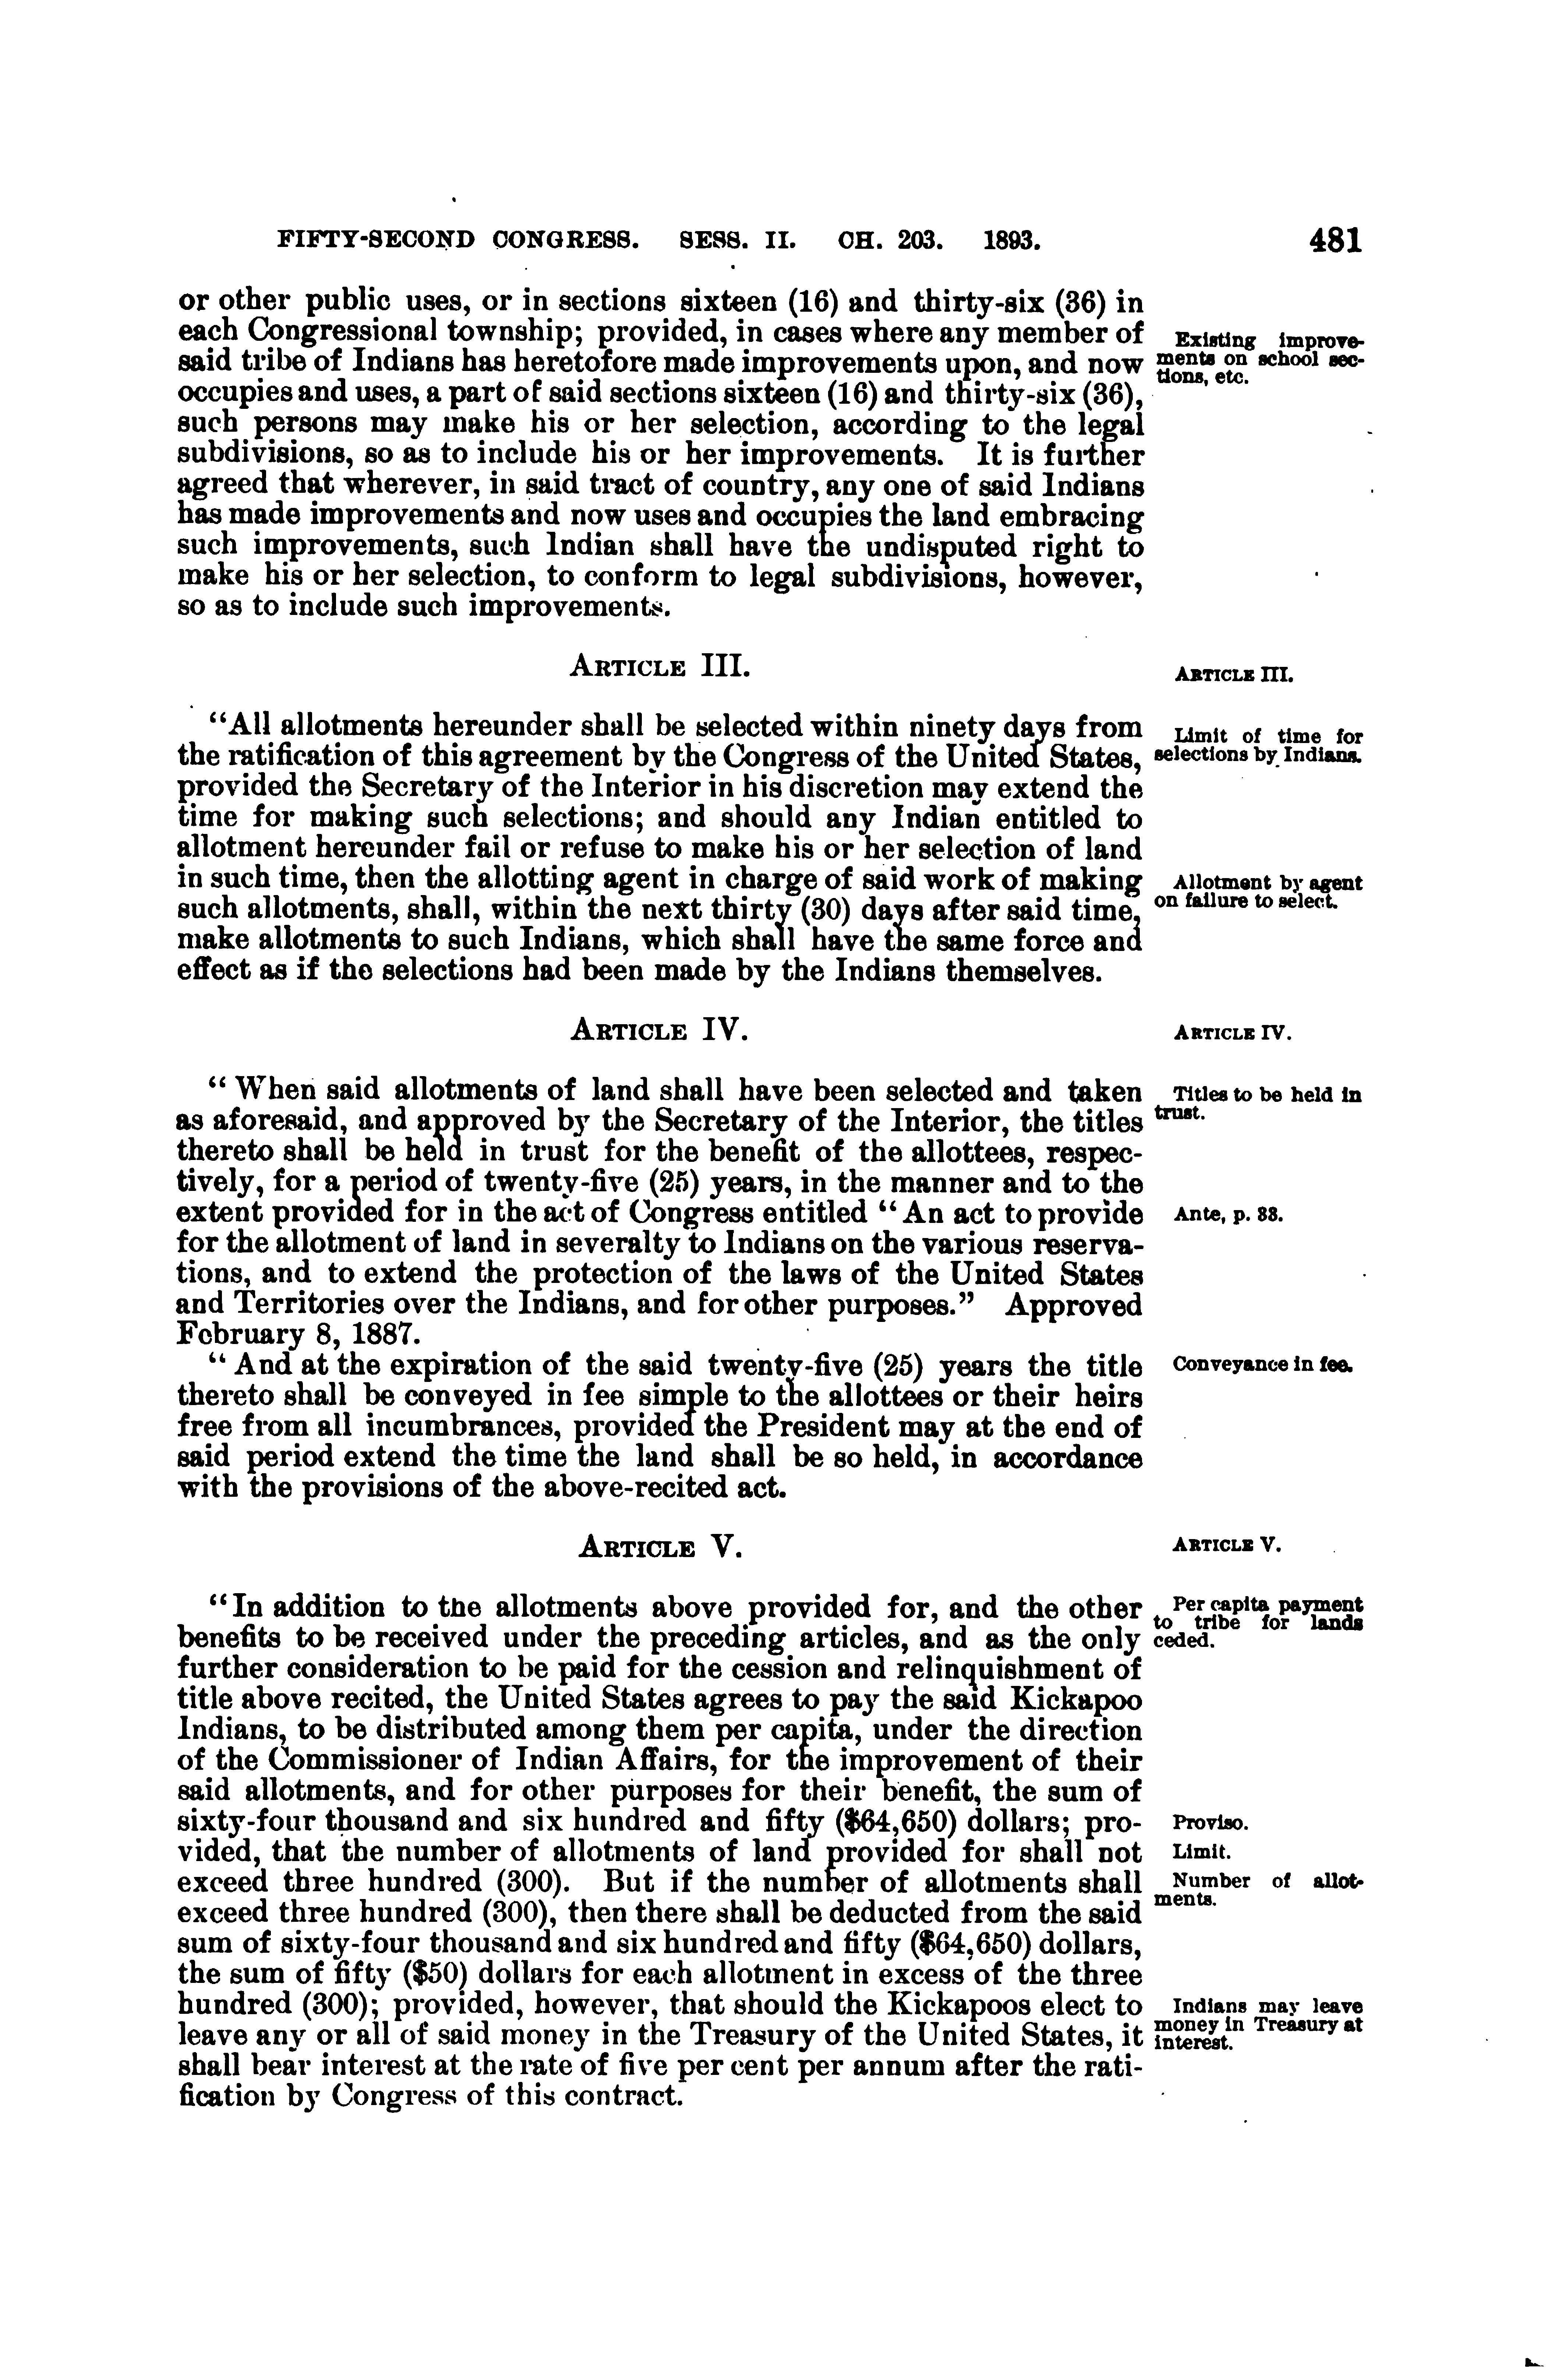 FIFTY-SECOND CONGRESS. SESS. II. CH. 203. 1893. 481
or other public uses, or in sections sixteen (16) and thirty-six (36) in
each Congressional township; provided, in cases where any member of
said tribe of Indians has heretofore made improvements upon, and now
occupies and uses, a part of said sections sixteen (16) and thirty-six (36),
such persons may make his or her selection, according to the legal
subdivisions, so as to include his or her improvements. It is further
agreed that wherever, in said tract of country, any one of said Indians
has made improvements and now uses and occupies the land embracing
such improvements, such Indian shall have the undisputed right to
make his or her selection, to conform to legal subdivisions, however,
so as to include such improvements.
Existing improve-
ments on school sec-
tions, etc.
ARTICLE III.
ARTICLE III.
"All allotments hereunder shall be selected within ninety days from
the ratification of this agreement by the Congress of the United States,
provided the Secretary of the Interior in his discretion may extend the
time for making such selections; and should any Indian entitled to
allotment hereunder fail or refuse to make his or her selection of land
in such time, then the allotting agent in charge of said work of making
such allotments, shall, within the next thirty (30) days after said time,
make allotments to such Indians, which shall have the same force and
effect as if the selections had been made by the Indians themselves.
Limit of time for
selections by Indians.
Allotment by agent
on failure to select.
ARTICLE IV.
ARTICLE IV.
"When said allotments of land shall have been selected and taken
as aforesaid, and approved by the Secretary of the Interior, the titles
thereto shall be held in trust for the benefit of the allottees, respec-
tively, for a period of twenty-five (25) years, in the manner and to the
extent provided for in the act of Congress entitled "An act to provide
for the allotment of land in severalty to Indians on the various reserva-
tions, and to extend the protection of the laws of the United States
and Territories over the Indians, and for other purposes." Approved
February 8, 1887.
"And at the expiration of the said twenty-five (25) years the title
thereto shall be conveyed in fee simple to the allottees or their heirs
free from all incumbrances, provided the President may at the end of
said period extend the time the land shall be so held, in accordance
with the provisions of the above-recited act.
Titles to be held in
trust.
Ante, p. 38.
Conveyance in fee.
ARTICLE V.
ARTICLE V.
"In addition to the allotments above provided for, and the other
benefits to be received under the preceding articles, and as the only
further consideration to be paid for the cession and relinquishment of
title above recited, the United States agrees to pay the said Kickapoo
Indians, to be distributed among them per capita, under the direction
of the Commissioner of Indian Affairs, for the improvement of their
said allotments, and for other purposes for their benefit, the sum of
sixty-four thousand and six hundred and fifty ($64,650) dollars; pro-
vided, that the number of allotments of land provided for shall not
exceed three hundred (300). But if the number of allotments shall
exceed three hundred (300), then there shall be deducted from the said
sum of sixty-four thousand and six hundred and fifty ($64,650) dollars,
the sum of fifty ($50) dollars for each allotment in excess of the three
hundred (300); provided, however, that should the Kickapoos elect to
leave any or all of said money in the Treasury of the United States, it
shall bear interest at the rate of five per cent per annum after the rati-
fication by Congress of this contract.
Per capita payment
to tribe for lands
ceded.
Proviso.
Limit.
Number of allot-
ments.
Indians may leave
money in Treasury at
interest.